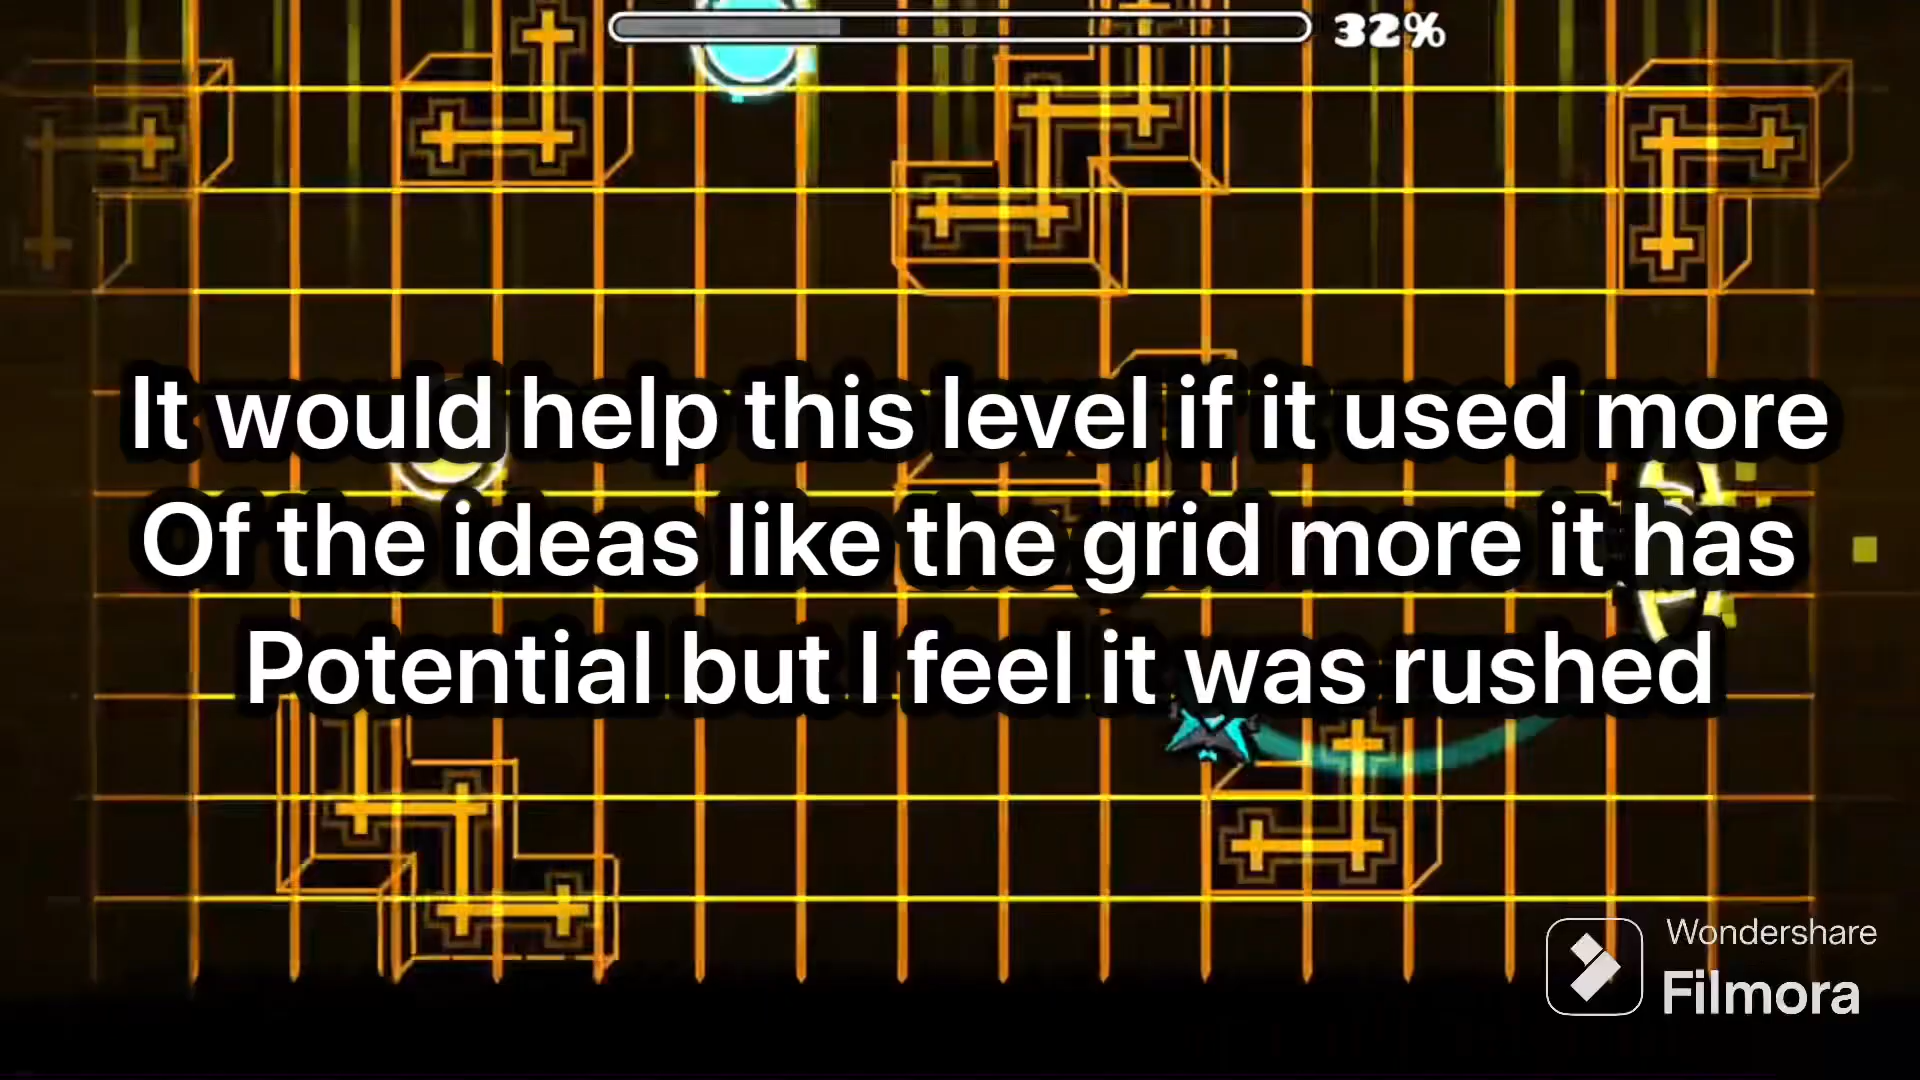 32%
It would help this level if it used more
Of the ideas like the grid more it has
Potential but I feel it was rushed
Wondershare
Filmora